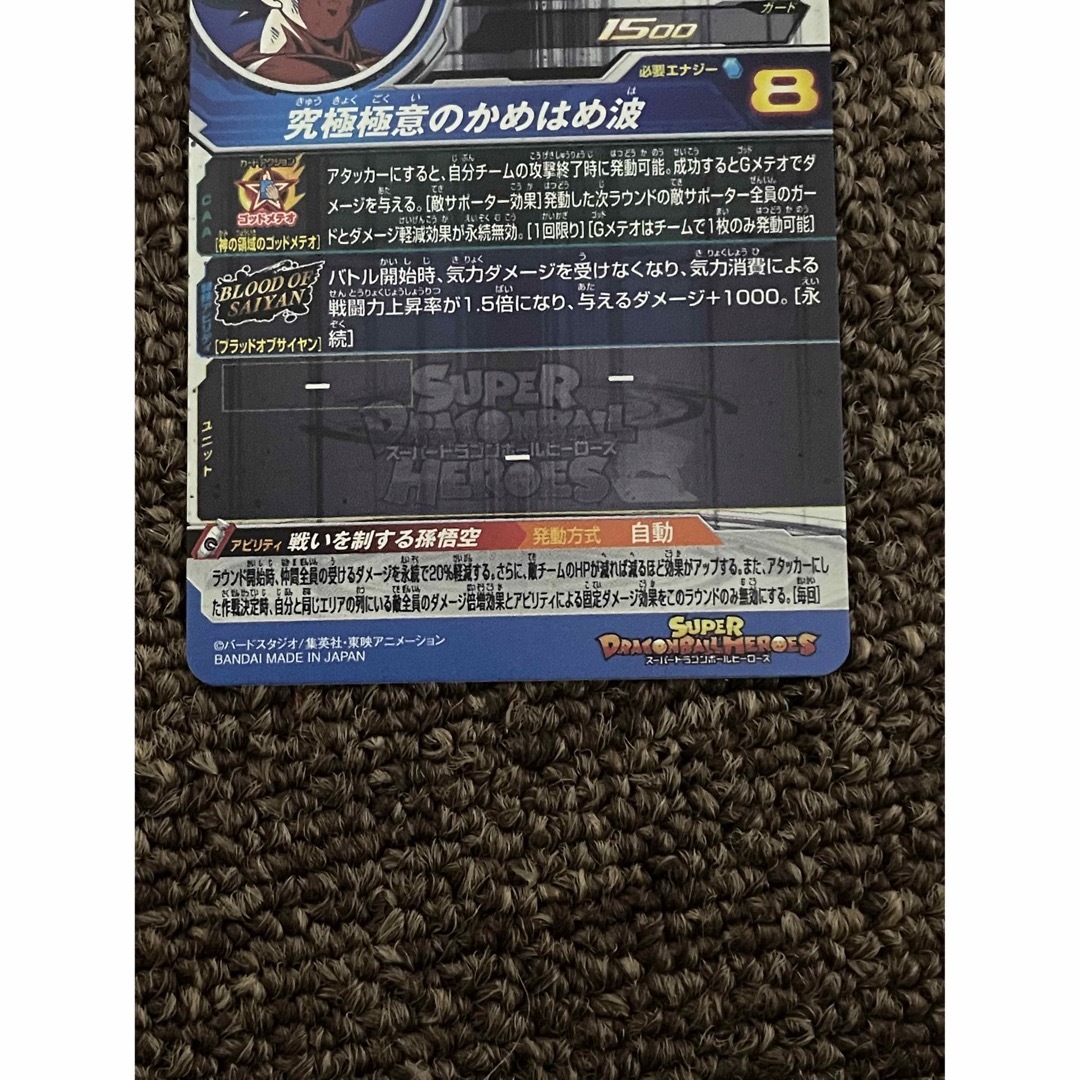 カード
1500
必要エナジー 8
きゅうきょくごくい は
究極極意のかめはめ波
カードアクション
ゴッドメテオ
[神の領域のゴッドメテオ]
CAA
アタッカーにすると、自分チームの攻撃終了時に発動可能。成功するとGメテオでダ
メージを与える。[敵サポーター効果]発動した次ラウンドの敵サポーター全員のガー
ドとダメージ軽減効果が永続無効。[1回限り][Gメテオはチームで1枚のみ発動可能]
BLOOD OF
SAIYAN
[ブラッドオブサイヤン]
バトル開始時、気力ダメージを受けなくなり、気力消費による
戦闘力上昇率が1.5倍になり、与えるダメージ+1000。[永
続]
ユニット
ー
ー
ー
SUPER
DRAGONBALL
スーパードラゴンボールヒーローズ
HEROES
アビリティ 戦いを制する孫悟空 発動方式 自動
ラウンド開始時、仲間全員の受けるダメージを永続で20%軽減する。さらに、敵チームのHPが減れば減るほど効果がアップする。また、アタッカーにし
た作戦決定時、自分と同じエリアの列にいる敵全員のダメージ倍増効果とアビリティによる固定ダメージ効果をこのラウンドのみ無効にする。[毎回]
©バードスタジオ/集英社・東映アニメーション
BANDAI MADE IN JAPAN
SUPER
DRAGONBALL HEROES
スーパードラゴンボールヒーローズ